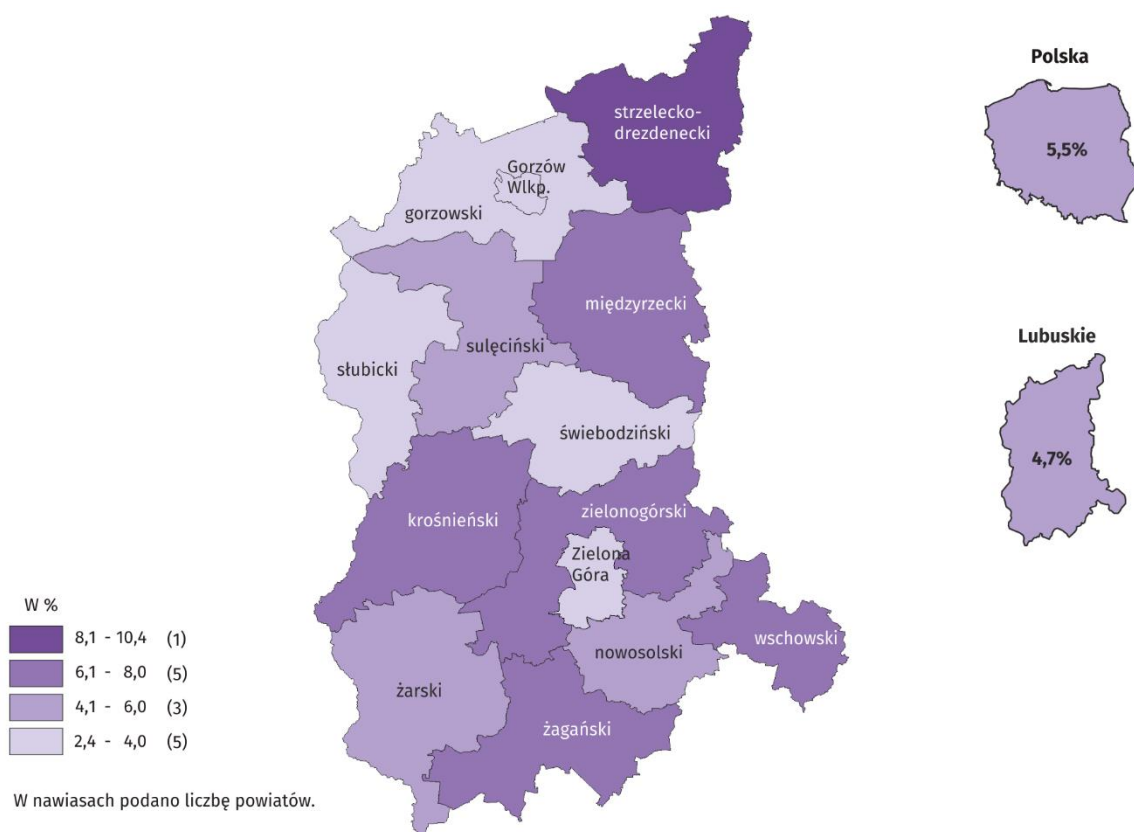 strzelecko-
drezdenecki
Gorzów
Wlkp.
gorzowski
międzyrzecki
sulęciński
słubicki
świebodziński
krośnieński
zielonogórski
Zielona
Góra
wschowski
nowosolski
żarski
żagański
Polska
5,5%
Lubuskie
4,7%
W %
8,1 - 10,4 (1)
6,1 - 8,0 (5)
4,1 - 6,0 (3)
2,4 - 4,0 (5)
W nawiasach podano liczbę powiatów.